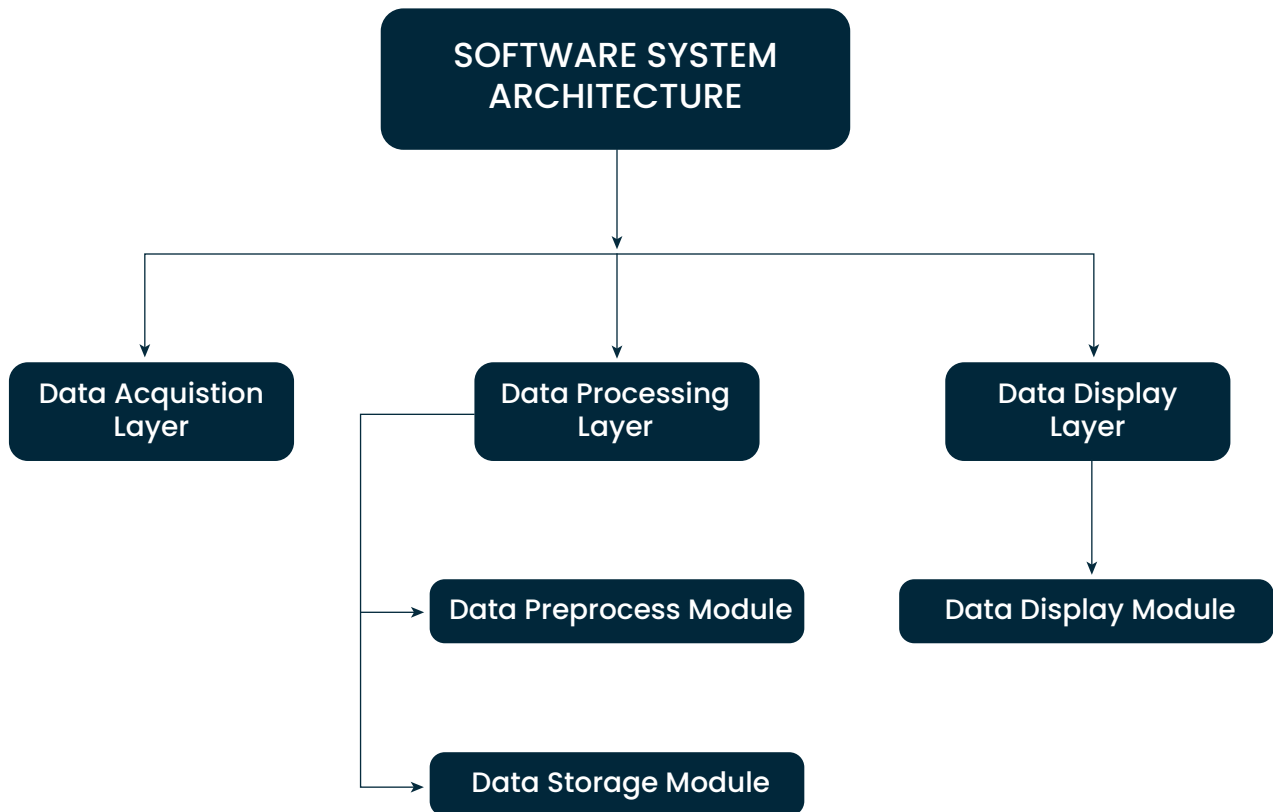 SOFTWARE SYSTEM
ARCHITECTURE
Data Acquistion
Layer
Data Processing
Layer
Data Display
Layer
Data Preprocess Module
Data Display Module
Data Storage Module